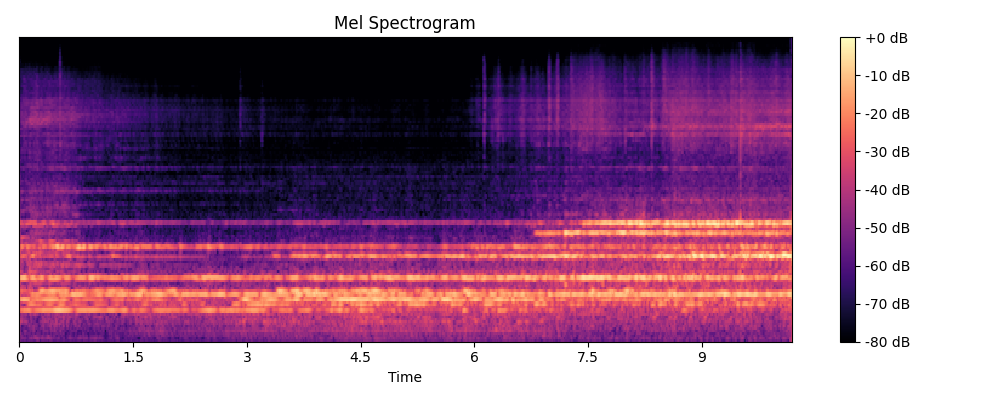 Mel Spectrogram
+0 dB
-10 dB
-20 dB
-30 dB
-40 dB
-50 dB
-60 dB
-70 dB
-80 dB
0 1.5 3 4.5 6 7.5 9
Time